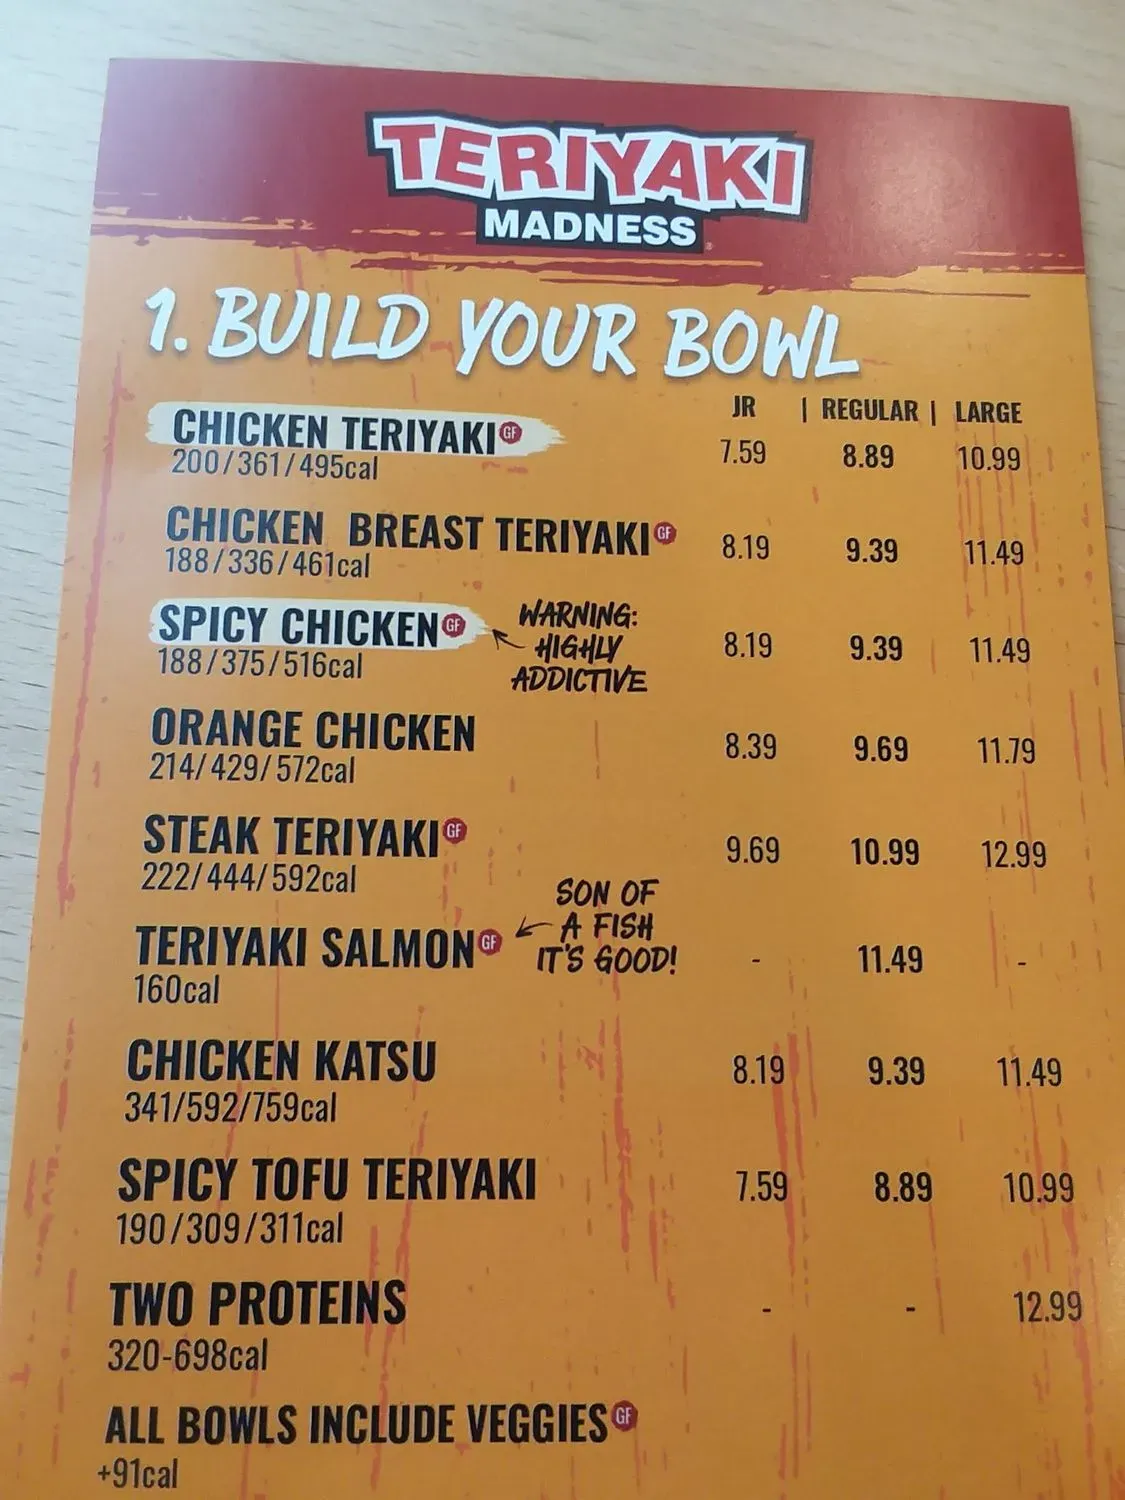 TERIYAKI
MADNESS
1. BUILD YOUR BOWL
JR | REGULAR | LARGE
CHICKEN TERIYAKI GF 7.59 8.89 10.99
200/361/495cal
CHICKEN BREAST TERIYAKI GF 8.19 9.39 11.49
188/336/461cal
SPICY CHICKEN GF 8.19 9.39 11.49
188/375/516cal
WARNING:
HIGHLY
ADDICTIVE
ORANGE CHICKEN 8.39 9.69 11.79
214/429/572cal
STEAK TERIYAKI GF 9.69 10.99 12.99
222/444/592cal
TERIYAKI SALMON GF - 11.49 -
160cal
SON OF
A FISH
IT'S GOOD!
CHICKEN KATSU 8.19 9.39 11.49
341/592/759cal
SPICY TOFU TERIYAKI 7.59 8.89 10.99
190/309/311cal
TWO PROTEINS - - 12.99
320-698cal
ALL BOWLS INCLUDE VEGGIES GF
+91cal